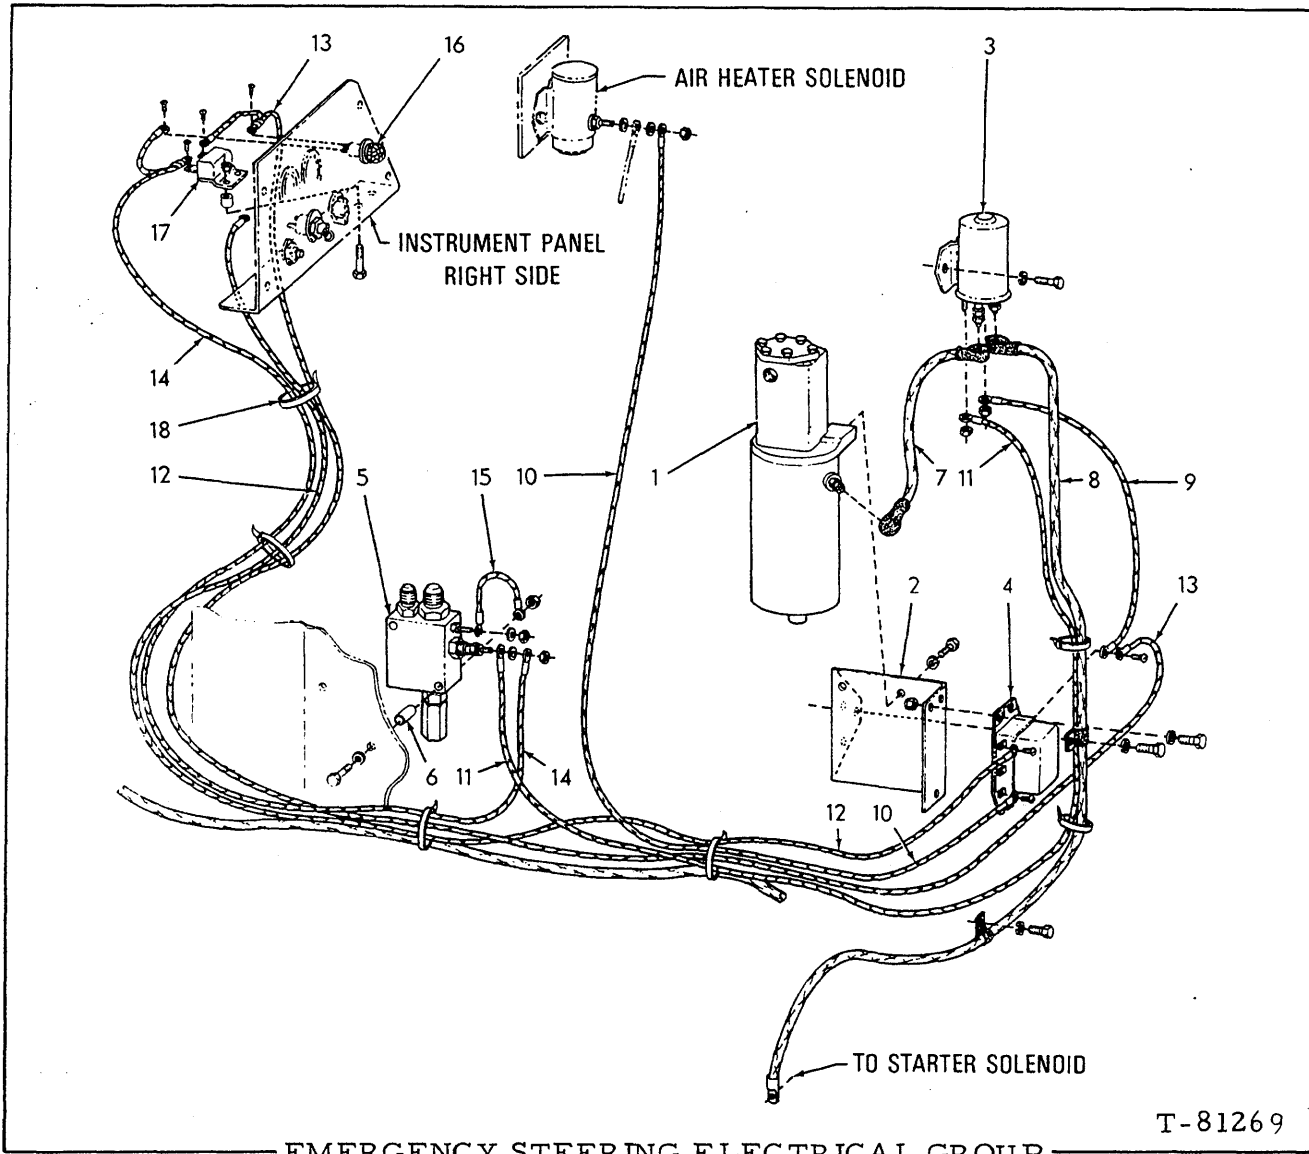 13 16 3
AIR HEATER SOLENOID
17
INSTRUMENT PANEL
RIGHT SIDE
14
18
12 5 15 10 1 7 11 8 9
2 4 13
6 11 14
12 10
TO STARTER SOLENOID
T-81269
EMERGENCY STEERING ELECTRICAL GROUP